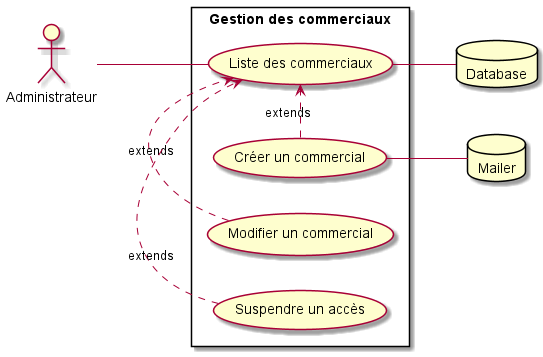 Gestion des commerciaux
Administrateur
Liste des commerciaux
Database
extends
Créer un commercial
Mailer
extends
Modifier un commercial
extends
Suspendre un accès